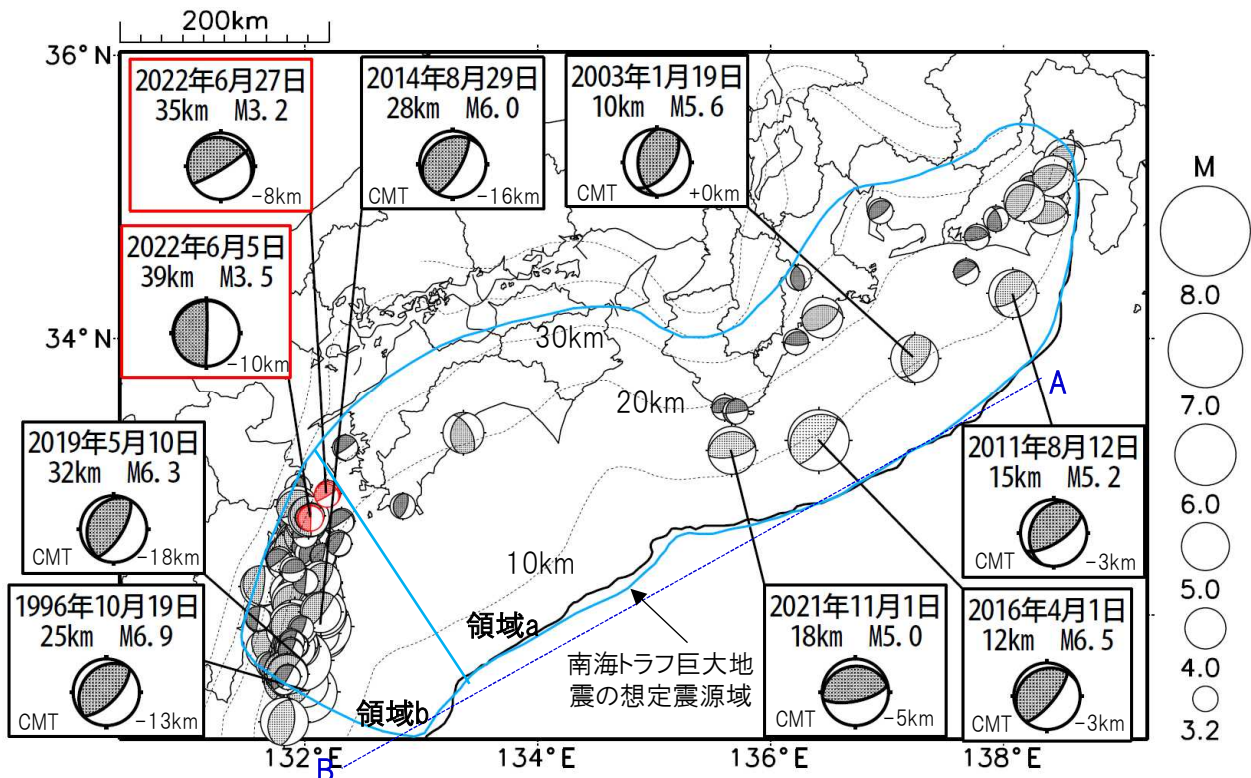 200km
36°N
34°N
2022年6月27日
35km M3.2
-8km
2014年8月29日
28km M6.0
CMT
-16km
2003年1月19日
10km M5.6
CMT
+0km
2022年6月5日
39km M3.5
-10km
2019年5月10日
32km M6.3
CMT
-18km
1996年10月19日
25km M6.9
CMT
-13km
30km
20km
10km
A
2011年8月12日
15km M5.2
CMT
-3km
2021年11月1日
18km M5.0
CMT
-5km
2016年4月1日
12km M6.5
CMT
-3km
領域a
領域b
南海トラフ巨大地
震の想定震源域
B
132°E
134°E
136°E
138°E
M
8.0
7.0
6.0
5.0
4.0
3.2